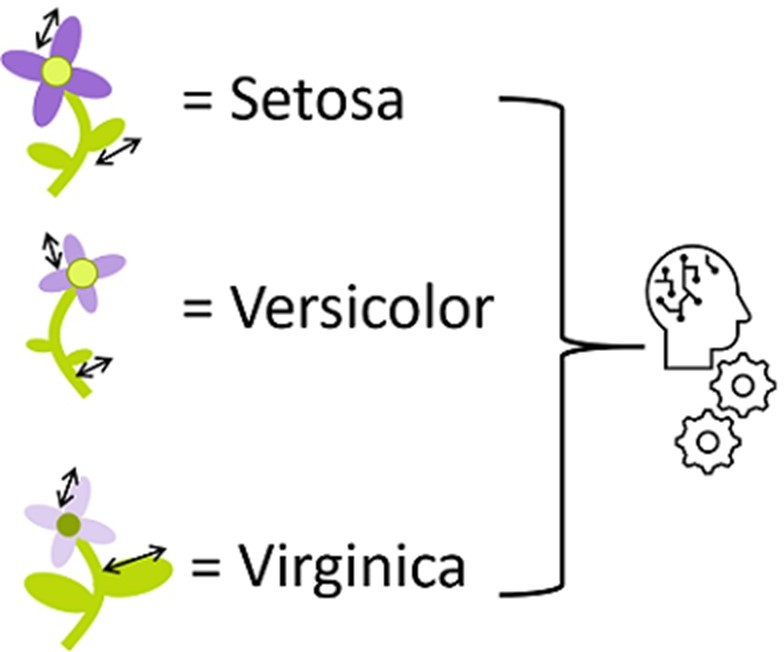 = Setosa
= Versicolor
= Virginica